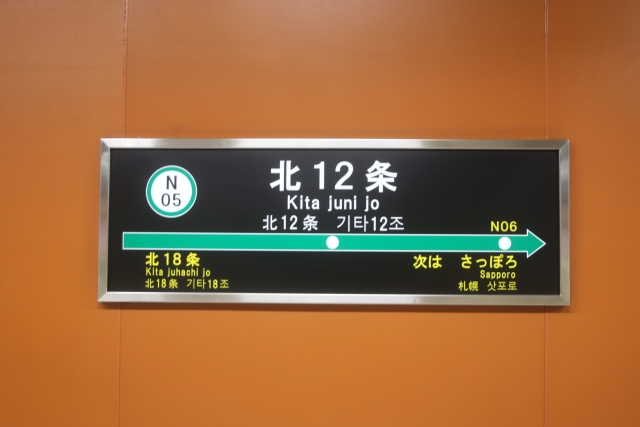 N
05
北12条
Kita juni jo
北12条 기타12조
N06
北18条
Kita juhachi jo
北18条 기타18조
次は さっぽろ
Sapporo
札幌 삿포로